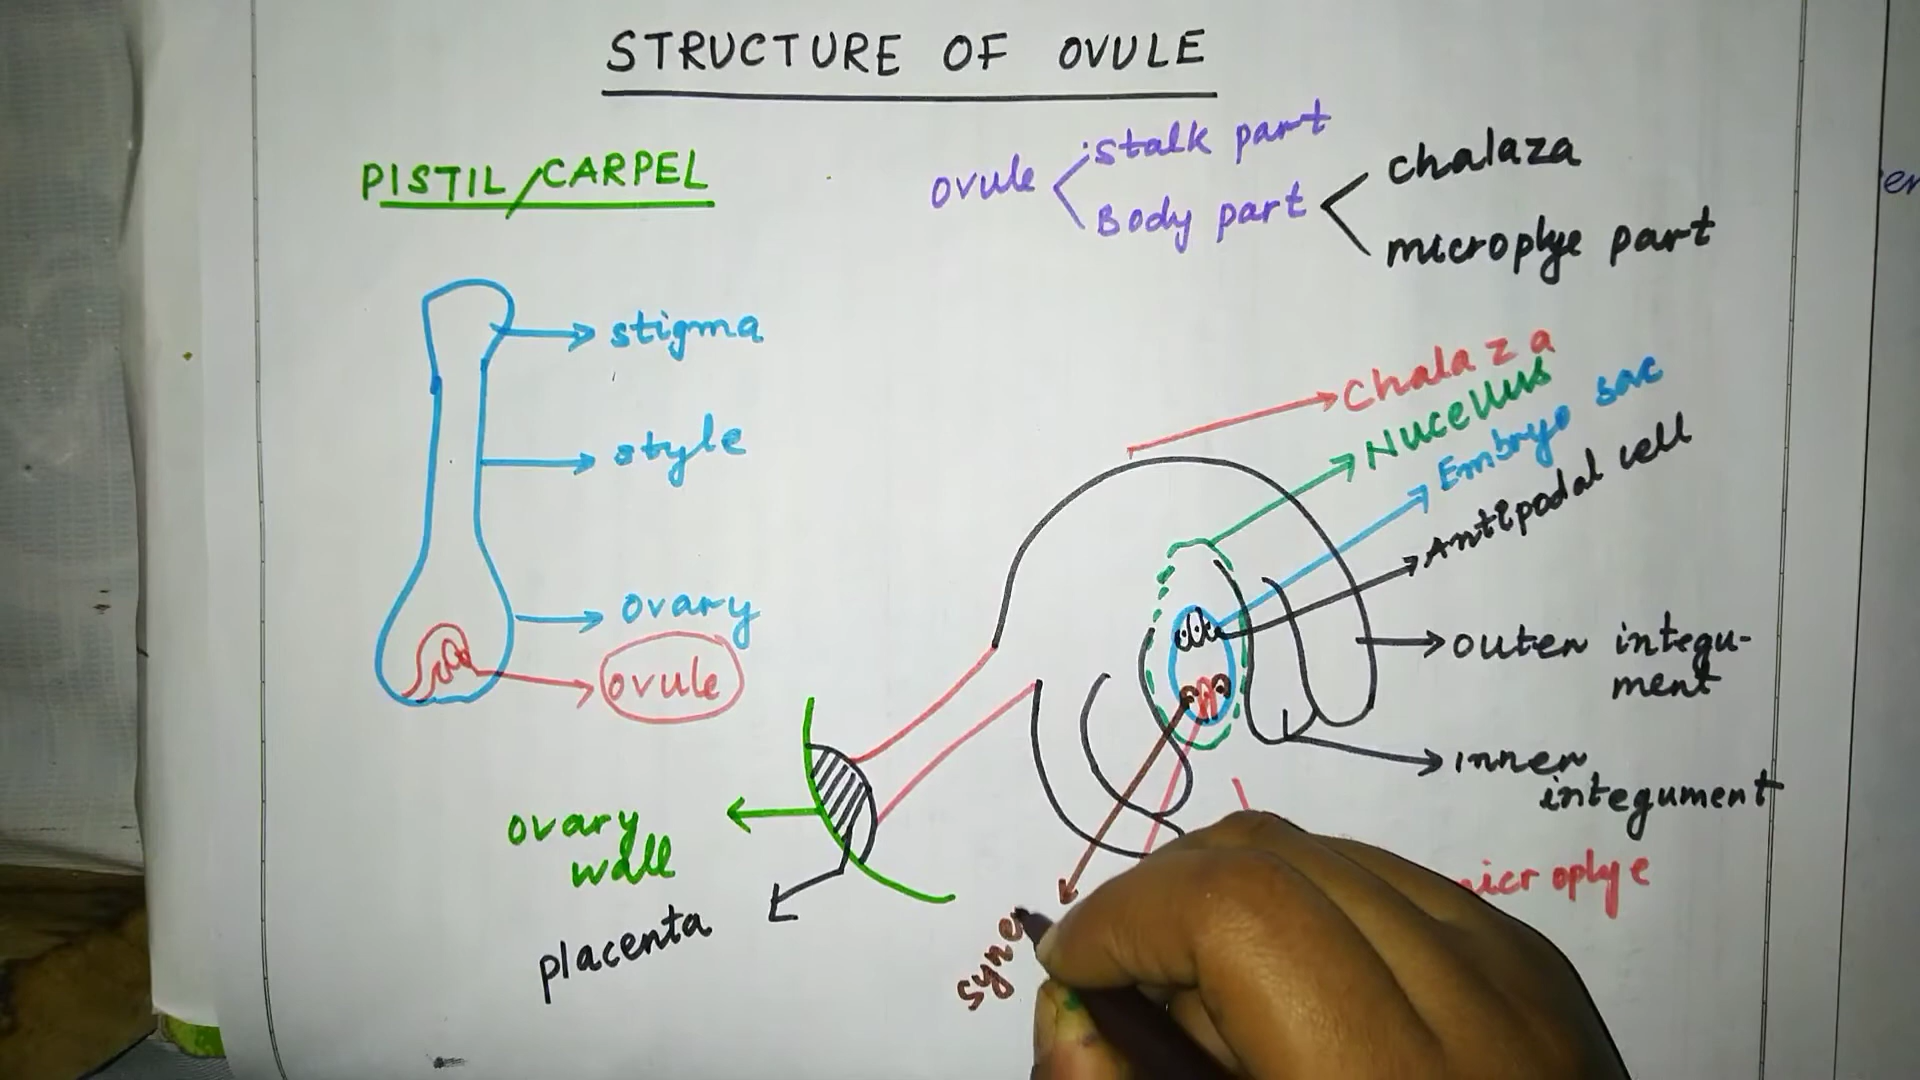 STRUCTURE OF OVULE
PISTIL/CARPEL
ovule
stalk part
Body part
chalaza
microplye part
stigma
style
ovary
ovule
Chalaza
Nucellus
Embryo sac
Antipodal cell
outer integu-
ment
inner
integument
microplye
ovary
wall
placenta
syne